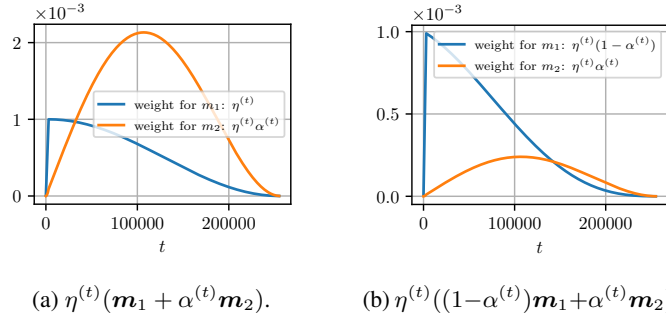 ×10⁻³
2
1
0
weight for m₁: η⁽ᵗ⁾
weight for m₂: η⁽ᵗ⁾α⁽ᵗ⁾
0 100000 200000
t
(a) η⁽ᵗ⁾(m₁ + α⁽ᵗ⁾m₂).
×10⁻³
1.0
0.5
0.0
weight for m₁: η⁽ᵗ⁾(1 − α⁽ᵗ⁾)
weight for m₂: η⁽ᵗ⁾α⁽ᵗ⁾
0 100000 200000
t
(b) η⁽ᵗ⁾((1−α⁽ᵗ⁾)m₁+α⁽ᵗ⁾m₂